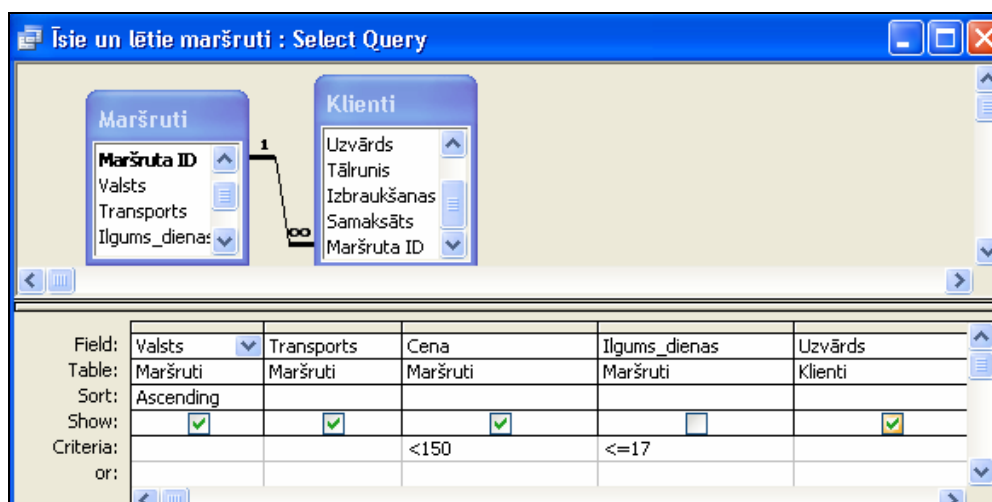 Īsie un lētie maršruti : Select Query
Maršruti
Maršruta ID
Valsts
Transports
Ilgums_dienas
1
∞
Klienti
Uzvārds
Tālrunis
Izbraukšanas
Samaksāts
Maršruta ID
Field: Valsts Transports Cena Ilgums_dienas Uzvārds
Table: Maršruti Maršruti Maršruti Maršruti Klienti
Sort: Ascending
Show:
Criteria: <150 <=17
or: